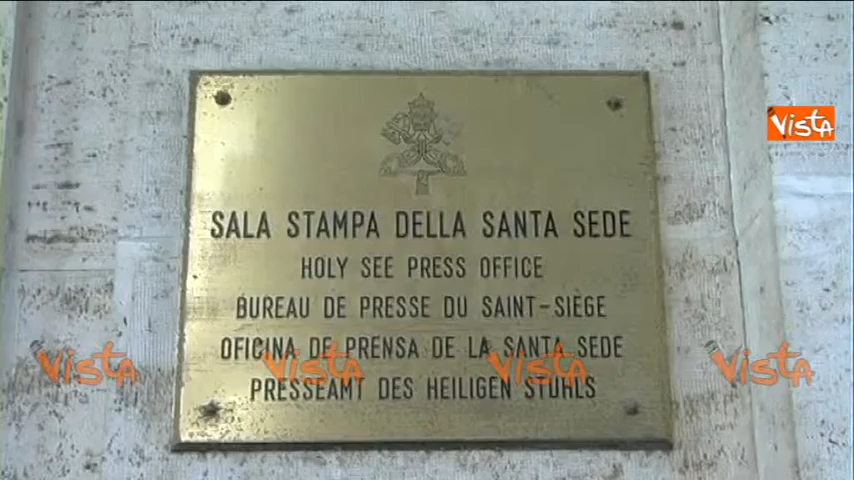 VISTA
SALA STAMPA DELLA SANTA SEDE
HOLY SEE PRESS OFFICE
BUREAU DE PRESSE DU SAINT-SIÈGE
OFICINA DE PRENSA DE LA SANTA SEDE
PRESSEAMT DES HEILIGEN STUHLS
VISTA VISTA VISTA VISTA